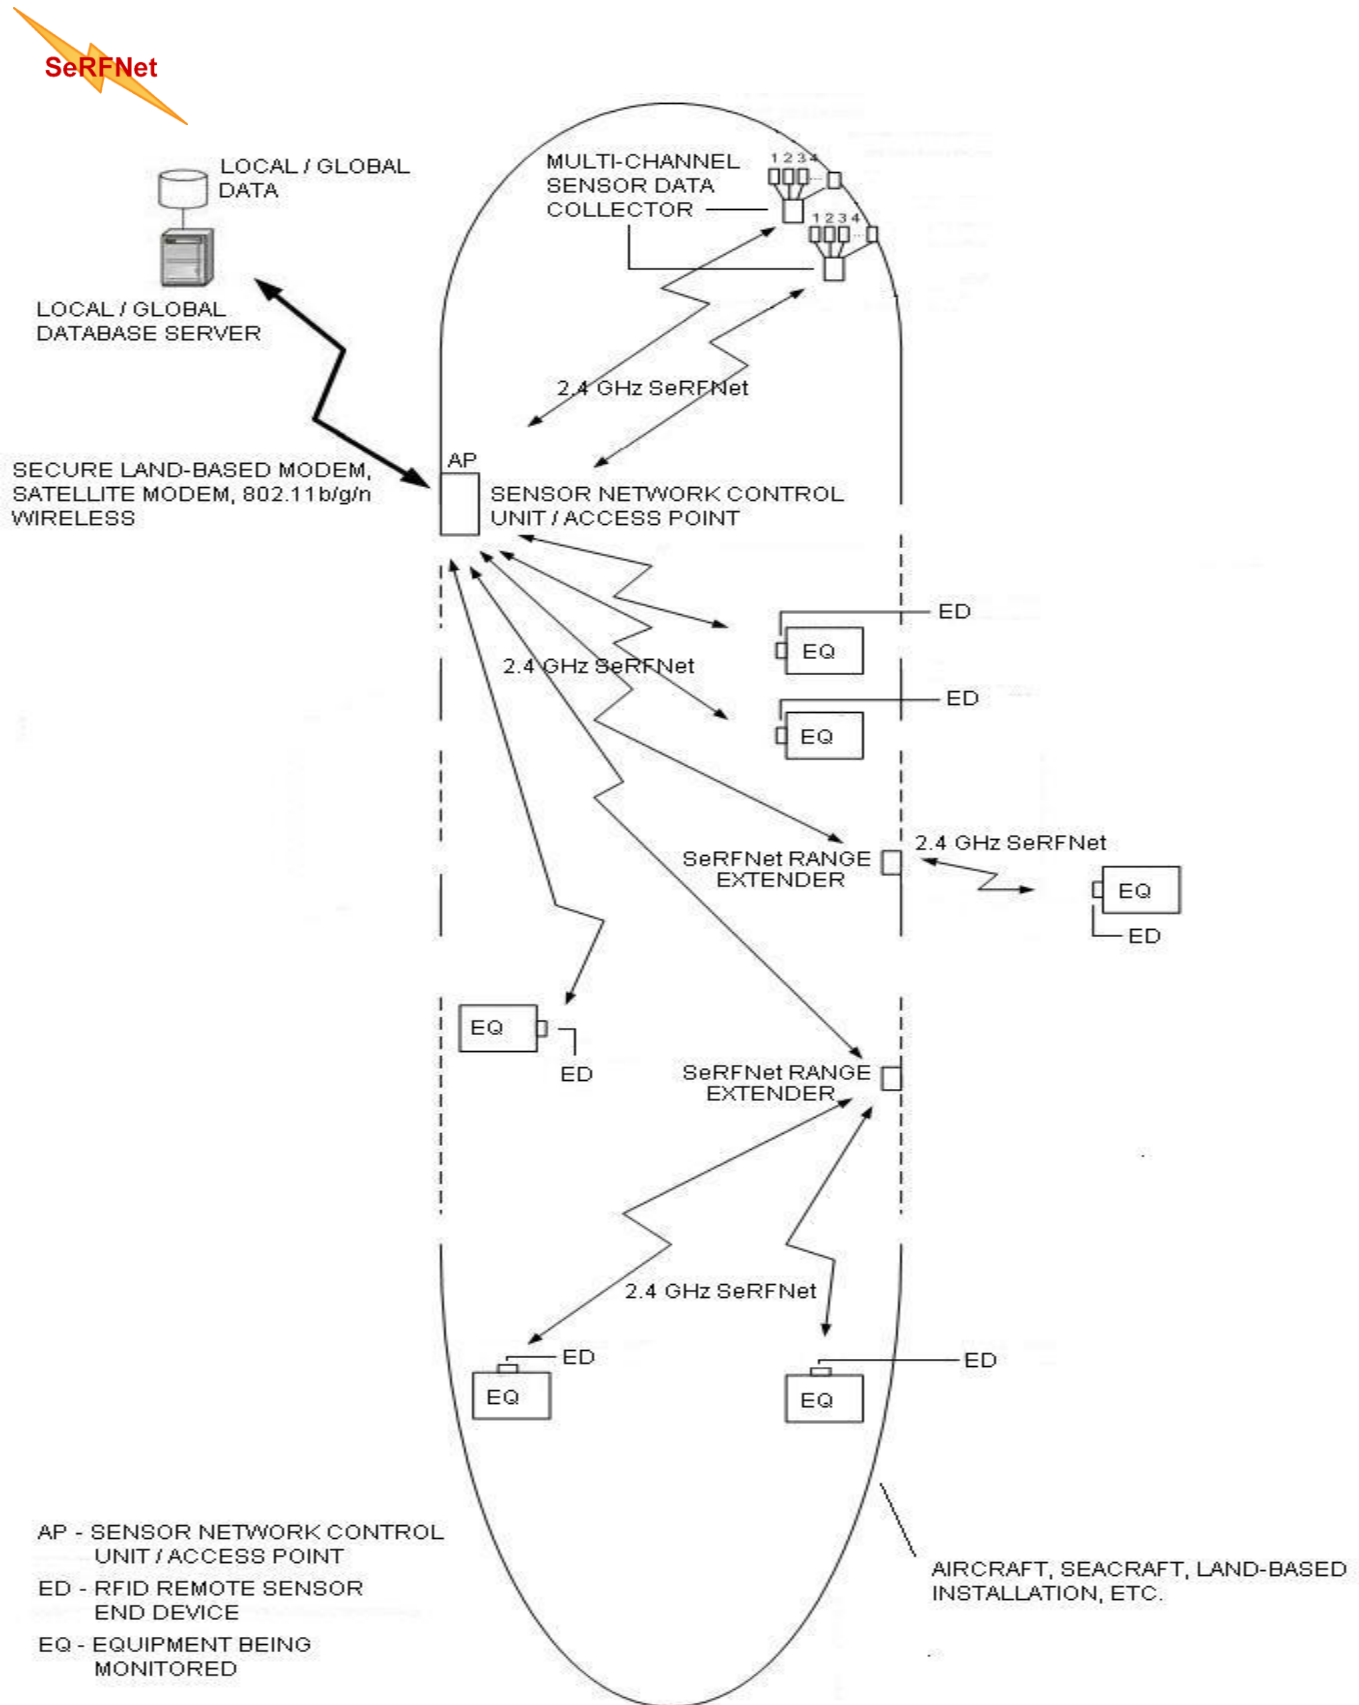 SeRFNet
LOCAL / GLOBAL
DATA
LOCAL / GLOBAL
DATABASE SERVER
MULTI-CHANNEL
SENSOR DATA
COLLECTOR
1 2 3 4
1 2 3 4
2.4 GHz SeRFNet
SECURE LAND-BASED MODEM,
SATELLITE MODEM, 802.11b/g/n
WIRELESS
AP
SENSOR NETWORK CONTROL
UNIT / ACCESS POINT
ED
EQ
2.4 GHz SeRFNet
ED
EQ
2.4 GHz SeRFNet
SeRFNet RANGE
EXTENDER
EQ
ED
EQ
ED
SeRFNet RANGE
EXTENDER
2.4 GHz SeRFNet
ED
EQ
ED
EQ
AP - SENSOR NETWORK CONTROL
UNIT / ACCESS POINT
ED - RFID REMOTE SENSOR
END DEVICE
EQ - EQUIPMENT BEING
MONITORED
AIRCRAFT, SEACRAFT, LAND-BASED
INSTALLATION, ETC.